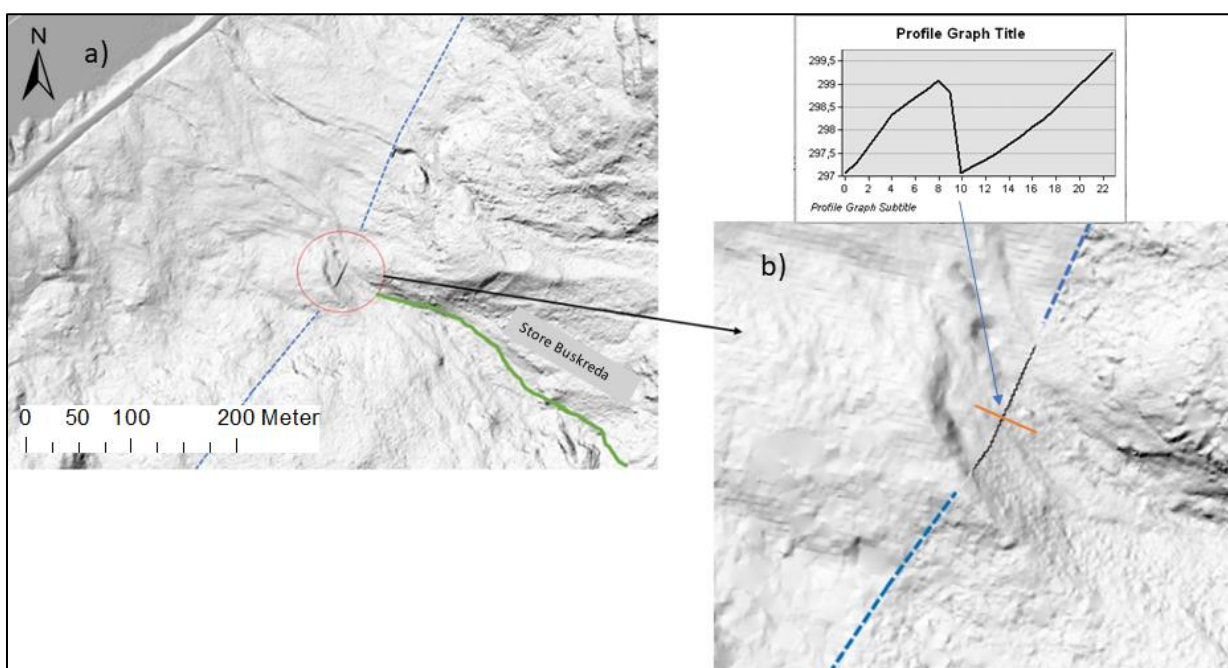 N
a)
Store Buskreda
0 50 100 200 Meter
Profile Graph Title
299,5
299
298,5
298
297,5
297
0 2 4 6 8 10 12 14 16 18 20 22
Profile Graph Subtitle
b)